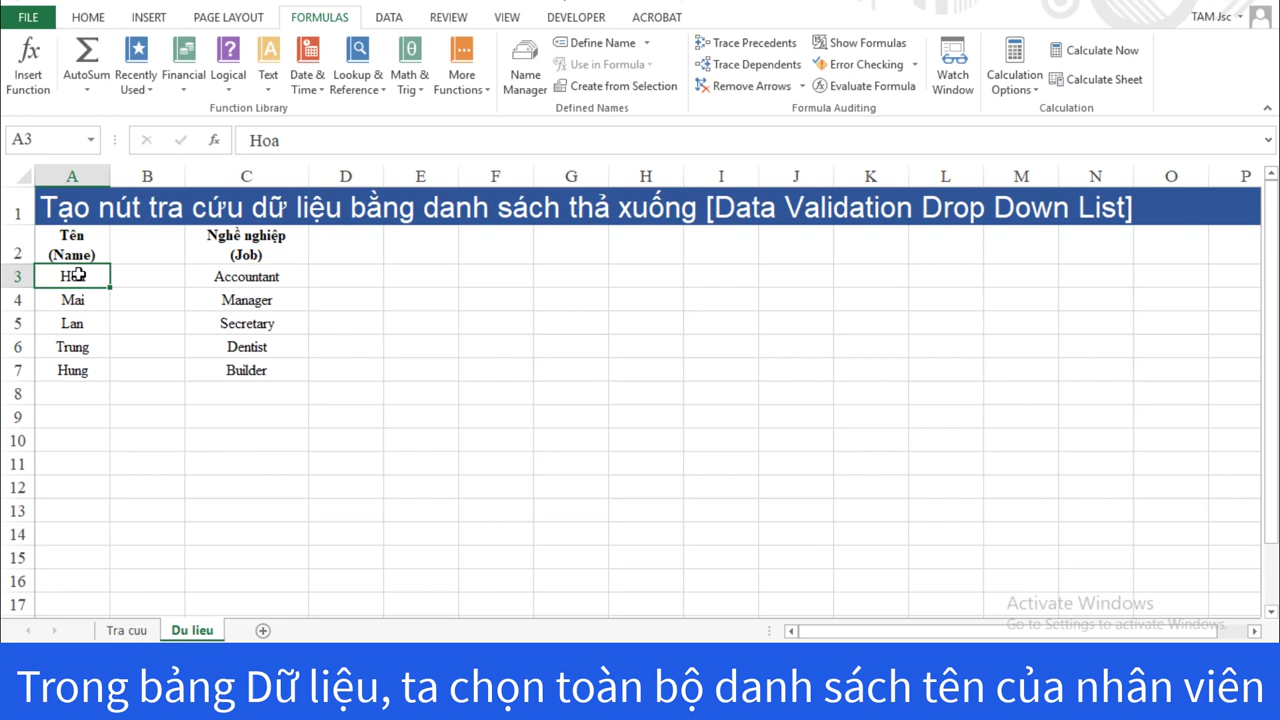 FILE HOME INSERT PAGE LAYOUT FORMULAS DATA REVIEW VIEW DEVELOPER ACROBAT TAM Jsc
Insert Function
AutoSum
Recently Used
Financial
Logical
Text
Date & Time
Lookup & Reference
Math & Trig
More Functions
Function Library
Name Manager
Define Name
Use in Formula
Create from Selection
Defined Names
Trace Precedents
Trace Dependents
Remove Arrows
Show Formulas
Error Checking
Evaluate Formula
Formula Auditing
Watch Window
Calculation Options
Calculate Now
Calculate Sheet
Calculation
A3 fx Hoa
A B C D E F G H I J K L M N O P
1 Tạo nút tra cứu dữ liệu bằng danh sách thả xuống [Data Validation Drop Down List]
Tên Nghề nghiệp
2 (Name) (Job)
3 Accountant
4 Mai Manager
5 Lan Secretary
6 Trung Dentist
7 Hung Builder
8
9
10
11
12
13
14
15
16
17
Activate Windows
Go to Settings to activate Windows.
Tra cuu Du lieu
Trong bảng Dữ liệu, ta chọn toàn bộ danh sách tên của nhân viên